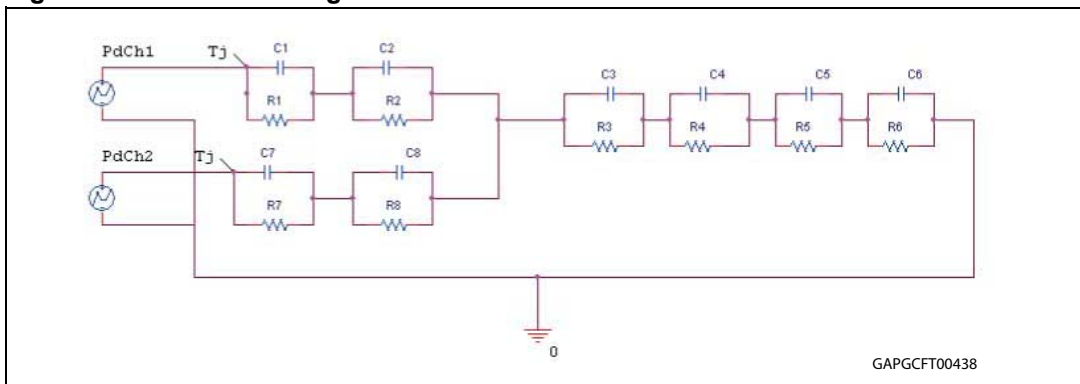 PdCh1
Tj
C1
C2
R1
R2
C3
C4
C5
C6
R3
R4
R5
R6
PdCh2
Tj
C7
C8
R7
R8
0
GAPGCFT00438